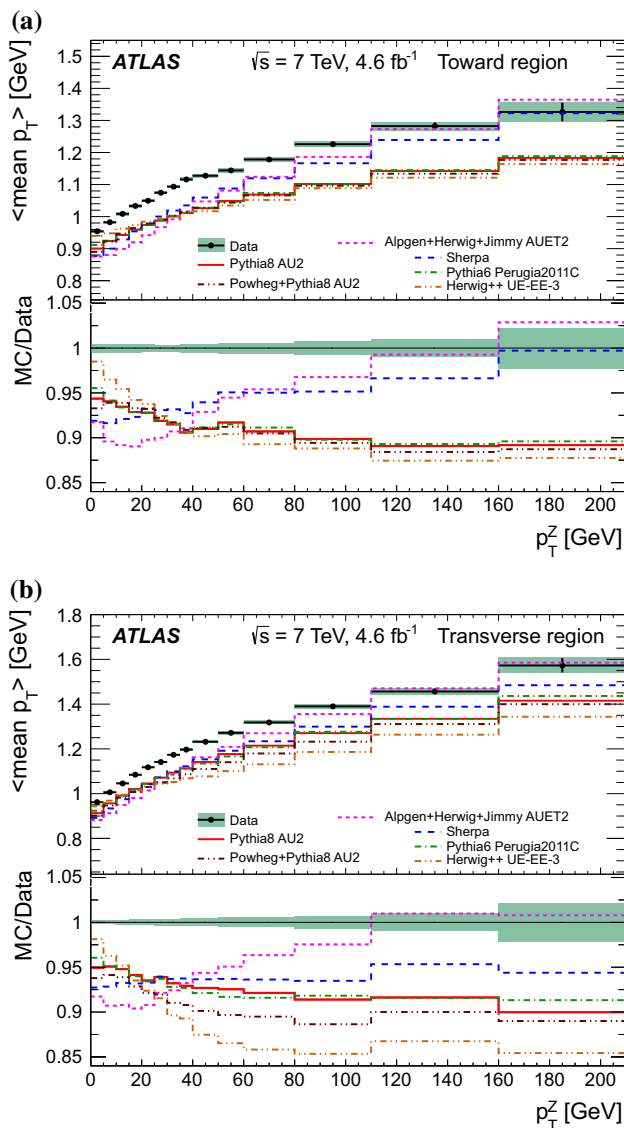 (a)
<mean p_T> [GeV]
1.5
1.4
1.3
1.2
1.1
1
0.9
0.8
ATLAS √s = 7 TeV, 4.6 fb⁻¹ Toward region
Data
Pythia8 AU2
Powheg+Pythia8 AU2
Alpgen+Herwig+Jimmy AUET2
Sherpa
Pythia6 Perugia2011C
Herwig++ UE-EE-3
MC/Data
1.05
1
0.95
0.9
0.85
0 20 40 60 80 100 120 140 160 180 200
p_T^Z [GeV]
(b)
<mean p_T> [GeV]
1.8
1.6
1.4
1.2
1
0.8
ATLAS √s = 7 TeV, 4.6 fb⁻¹ Transverse region
Data
Pythia8 AU2
Powheg+Pythia8 AU2
Alpgen+Herwig+Jimmy AUET2
Sherpa
Pythia6 Perugia2011C
Herwig++ UE-EE-3
MC/Data
1.05
1
0.95
0.9
0.85
0 20 40 60 80 100 120 140 160 180 200
p_T^Z [GeV]